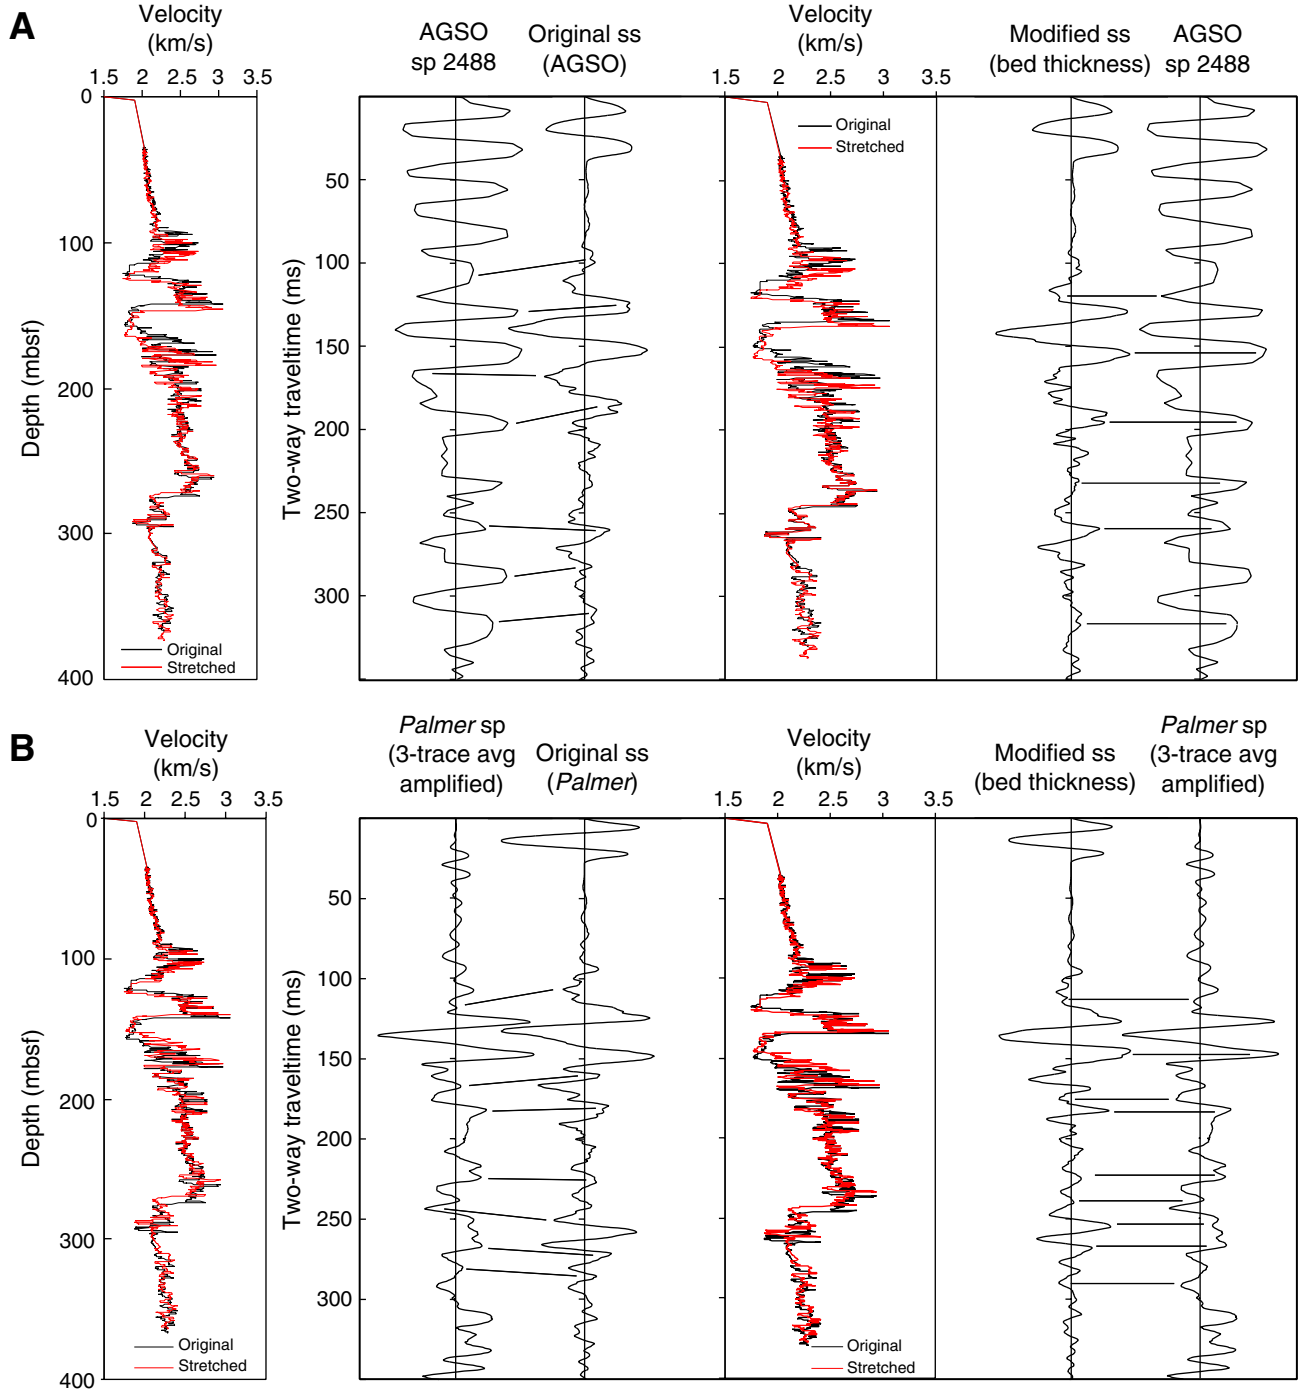 A
Velocity
(km/s)
1.5 2 2.5 3 3.5
AGSO
sp 2488
Original ss
(AGSO)
Velocity
(km/s)
1.5 2 2.5 3 3.5
Modified ss
(bed thickness)
AGSO
sp 2488
0
100
200
300
400
Depth (mbsf)
Original
Stretched
50
100
150
200
250
300
Two-way traveltime (ms)
Original
Stretched
B
Velocity
(km/s)
1.5 2 2.5 3 3.5
Palmer sp
(3-trace avg
amplified)
Original ss
(Palmer)
Velocity
(km/s)
1.5 2 2.5 3 3.5
Modified ss
(bed thickness)
Palmer sp
(3-trace avg
amplified)
0
100
200
300
400
Depth (mbsf)
Original
Stretched
50
100
150
200
250
300
Two-way traveltime (ms)
Original
Stretched